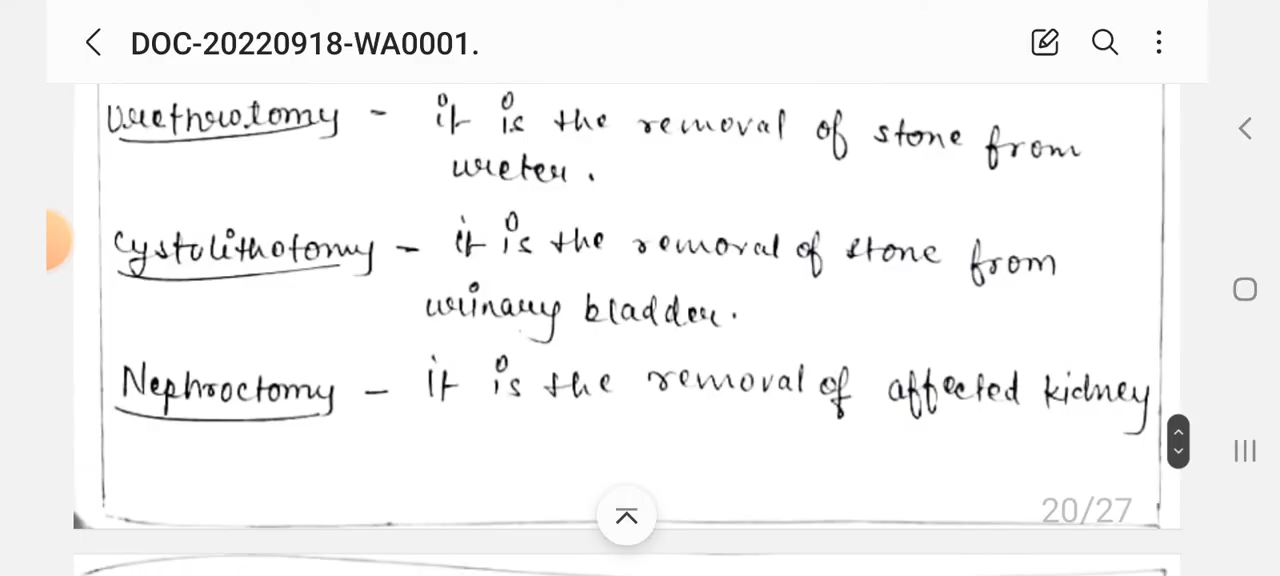 DOC-20220918-WA0001.
Urethrotomy - it is the removal of stone from
ureter.
Cystolithotomy - it is the removal of stone from
urinary bladder.
Nephroctomy - it is the removal of affected kidney
20/27